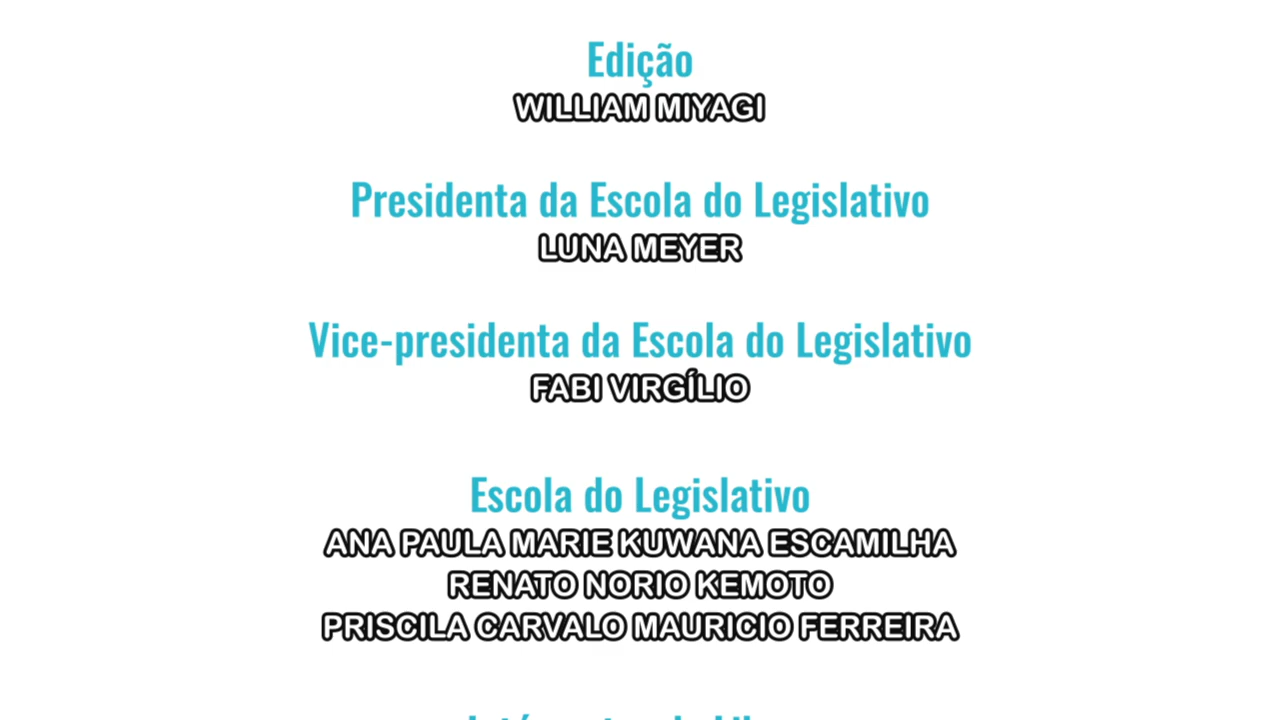 Edição
WILLIAM MIYAGI
Presidenta da Escola do Legislativo
LUNA MEYER
Vice-presidenta da Escola do Legislativo
FABI VIRGÍLIO
Escola do Legislativo
ANA PAULA MARIE KUWANA ESCAMILHA
RENATO NORIO KEMOTO
PRISCILA CARVALO MAURICIO FERREIRA